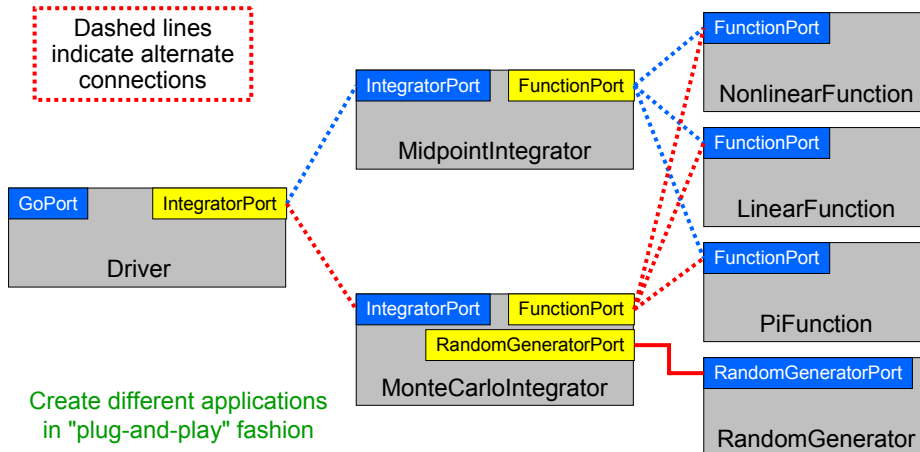 Dashed lines
indicate alternate
connections
GoPort
IntegratorPort
Driver
IntegratorPort
FunctionPort
MidpointIntegrator
IntegratorPort
FunctionPort
RandomGeneratorPort
MonteCarloIntegrator
FunctionPort
NonlinearFunction
FunctionPort
LinearFunction
FunctionPort
PiFunction
RandomGeneratorPort
RandomGenerator
Create different applications
in "plug-and-play" fashion